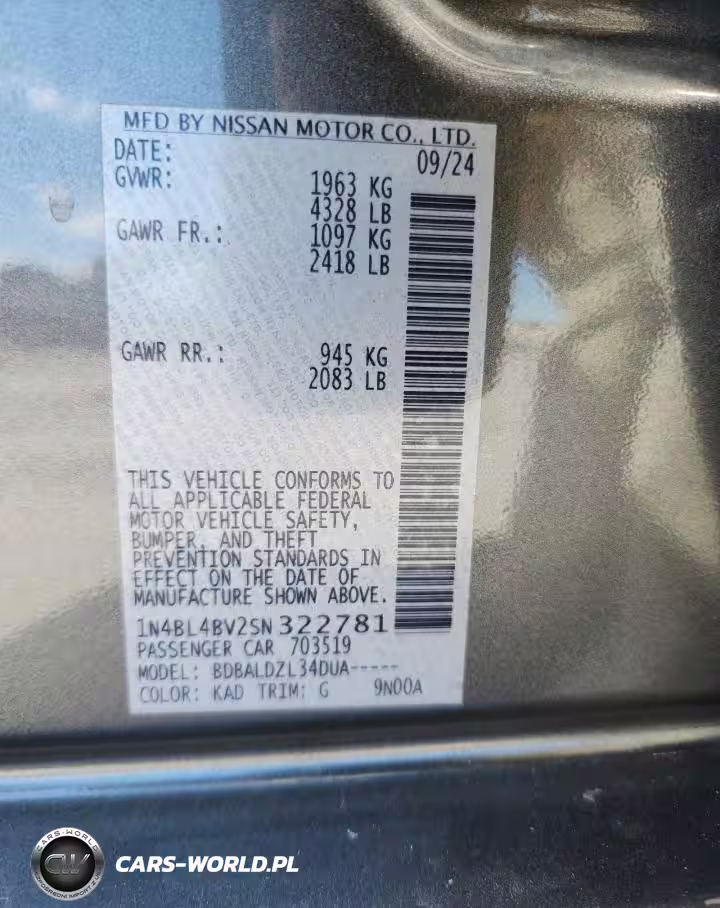 MFD BY NISSAN MOTOR CO., LTD.
DATE: 09/24
GVWR: 1963 KG
4328 LB
GAWR FR.: 1097 KG
2418 LB
GAWR RR.: 945 KG
2083 LB
THIS VEHICLE CONFORMS TO
ALL APPLICABLE FEDERAL
MOTOR VEHICLE SAFETY,
BUMPER, AND THEFT
PREVENTION STANDARDS IN
EFFECT ON THE DATE OF
MANUFACTURE SHOWN ABOVE.
1N4BL4BV2SN322781
PASSENGER CAR 703519
MODEL: BDBALDZL34DUA-----
COLOR: KAD TRIM: G 9N00A
CARS-WORLD
CW
CARS-WORLD.PL